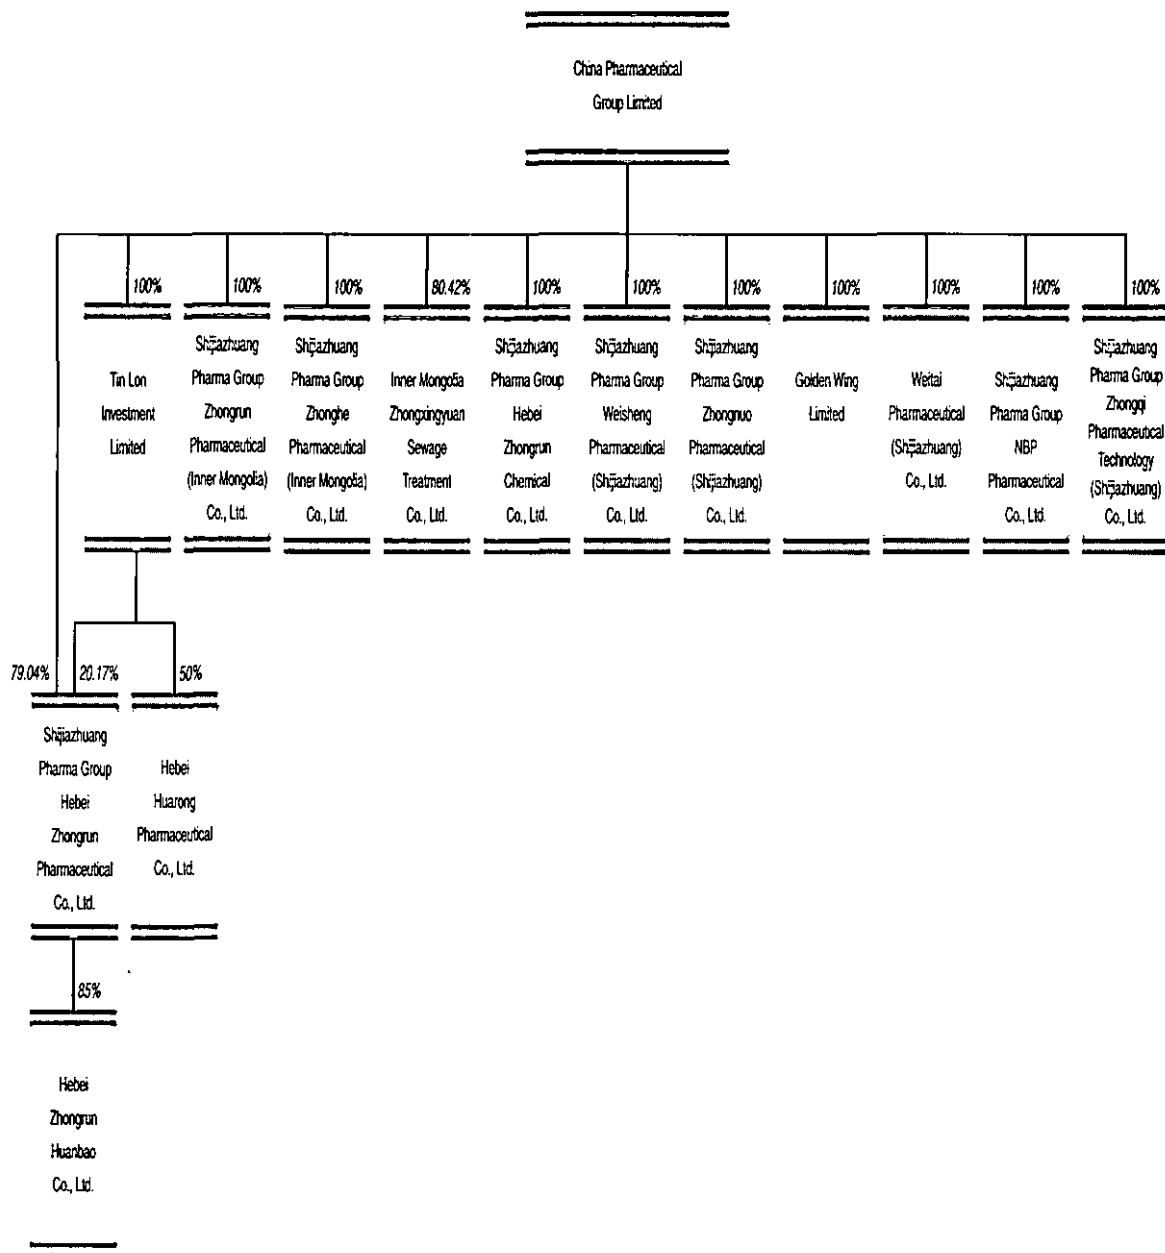 China Pharmaceutical
Group Limited
100%
100%
100%
80.42%
100%
100%
100%
100%
100%
100%
100%
Tin Lon
Investment
Limited
Shijiazhuang
Pharma Group
Zhongrun
Pharmaceutical
(Inner Mongolia)
Co., Ltd.
Shijiazhuang
Pharma Group
Zhonghe
Pharmaceutical
(Inner Mongolia)
Co., Ltd.
Inner Mongolia
Zhongxingyuan
Sewage
Treatment
Co., Ltd.
Shijiazhuang
Pharma Group
Hebei
Zhongrun
Chemical
Co., Ltd.
Shijiazhuang
Pharma Group
Weisheng
Pharmaceutical
(Shijiazhuang)
Co., Ltd.
Shijiazhuang
Pharma Group
Zhongnuo
Pharmaceutical
(Shijiazhuang)
Co., Ltd.
Golden Wing
Limited
Weitai
Pharmaceutical
(Shijiazhuang)
Co., Ltd.
Shijiazhuang
Pharma Group
NBP
Pharmaceutical
Co., Ltd.
Shijiazhuang
Pharma Group
Zhongqi
Pharmaceutical
Technology
(Shijiazhuang)
Co., Ltd.
79.04%
20.17%
50%
Shijiazhuang
Pharma Group
Hebei
Zhongrun
Pharmaceutical
Co., Ltd.
Hebei
Huarong
Pharmaceutical
Co., Ltd.
85%
Hebei
Zhongrun
Huanbao
Co., Ltd.